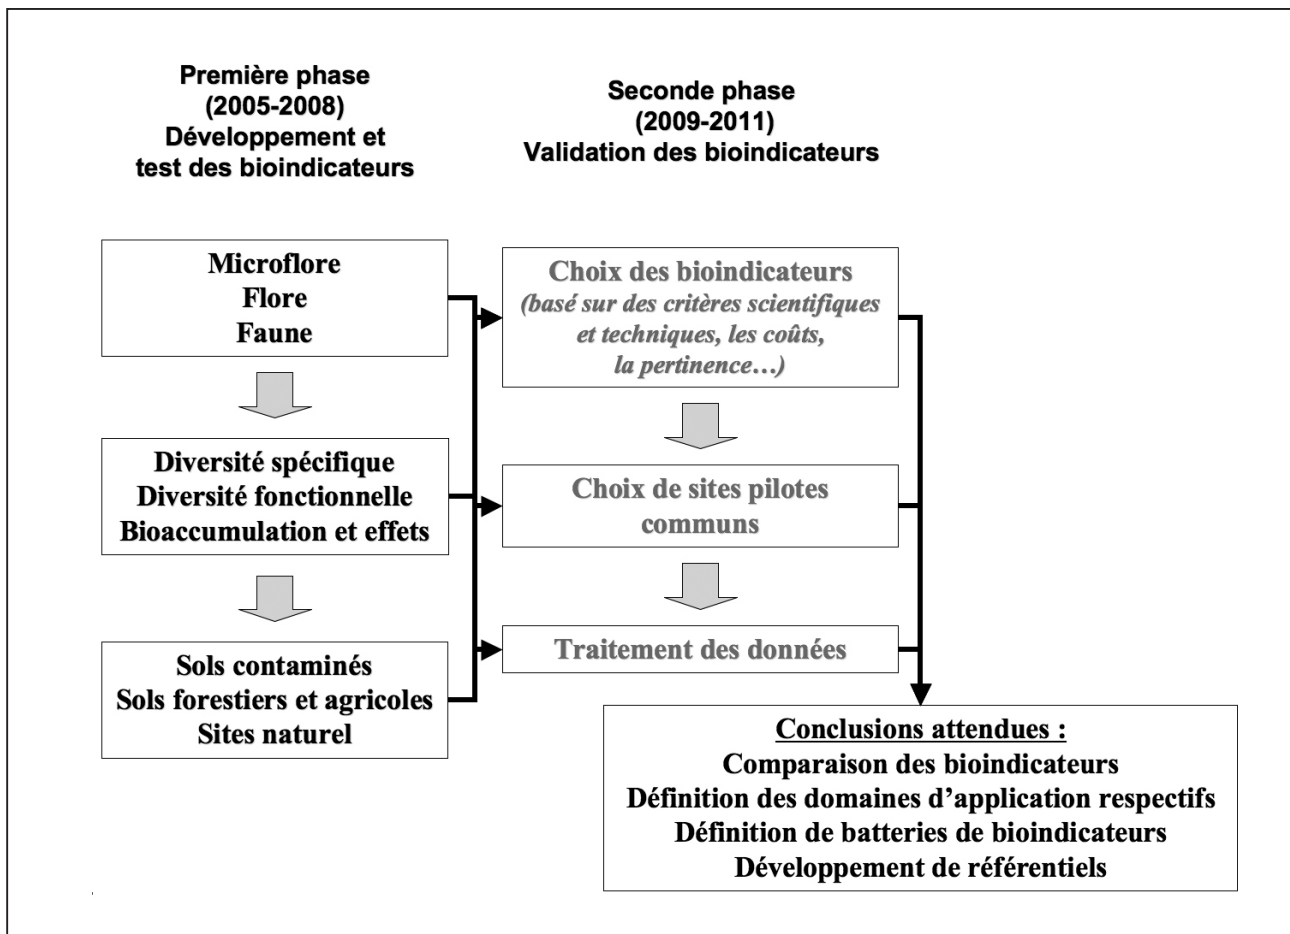 Première phase
(2005-2008)
Développement et
test des bioindicateurs
Seconde phase
(2009-2011)
Validation des bioindicateurs
Microflore
Flore
Faune
Diversité spécifique
Diversité fonctionnelle
Bioaccumulation et effets
Sols contaminés
Sols forestiers et agricoles
Sites naturel
Choix des bioindicateurs
(basé sur des critères scientifiques
et techniques, les coûts,
la pertinence…)
Choix de sites pilotes
communs
Traitement des données
Conclusions attendues :
Comparaison des bioindicateurs
Définition des domaines d’application respectifs
Définition de batteries de bioindicateurs
Développement de référentiels